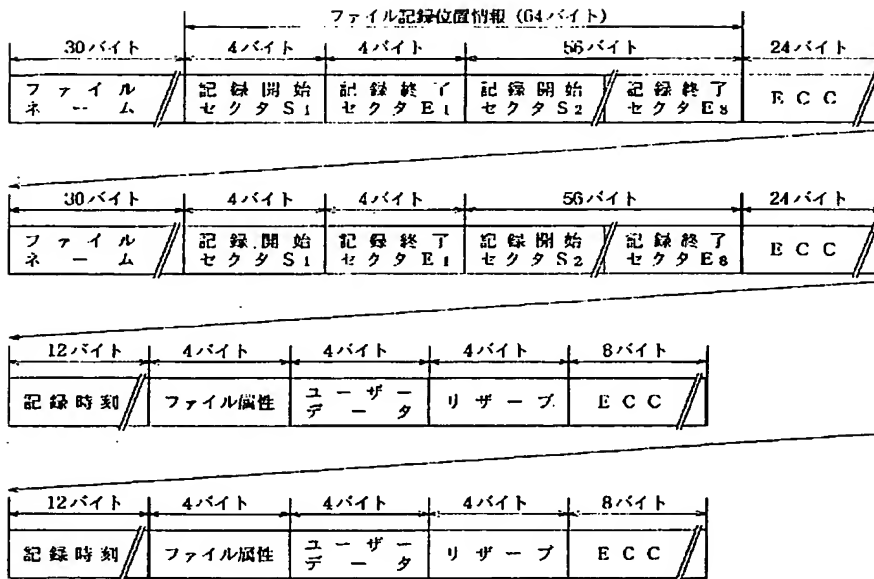 ファイル記録位置情報 (64バイト)
30バイト 4バイト 4バイト 56バイト 24バイト
ファイル 記録開始 記録終了 記録開始 記録終了 ECC
ネーム セクタS1 セクタE1 セクタS2 セクタE8
30バイト 4バイト 4バイト 56バイト 24バイト
ファイル 記録開始 記録終了 記録開始 記録終了 ECC
ネーム セクタS1 セクタE1 セクタS2 セクタE8
12バイト 4バイト 4バイト 4バイト 8バイト
記録時刻 ファイル属性 ユーザー リザーブ ECC
データ
12バイト 4バイト 4バイト 4バイト 8バイト
記録時刻 ファイル属性 ユーザー リザーブ ECC
データ